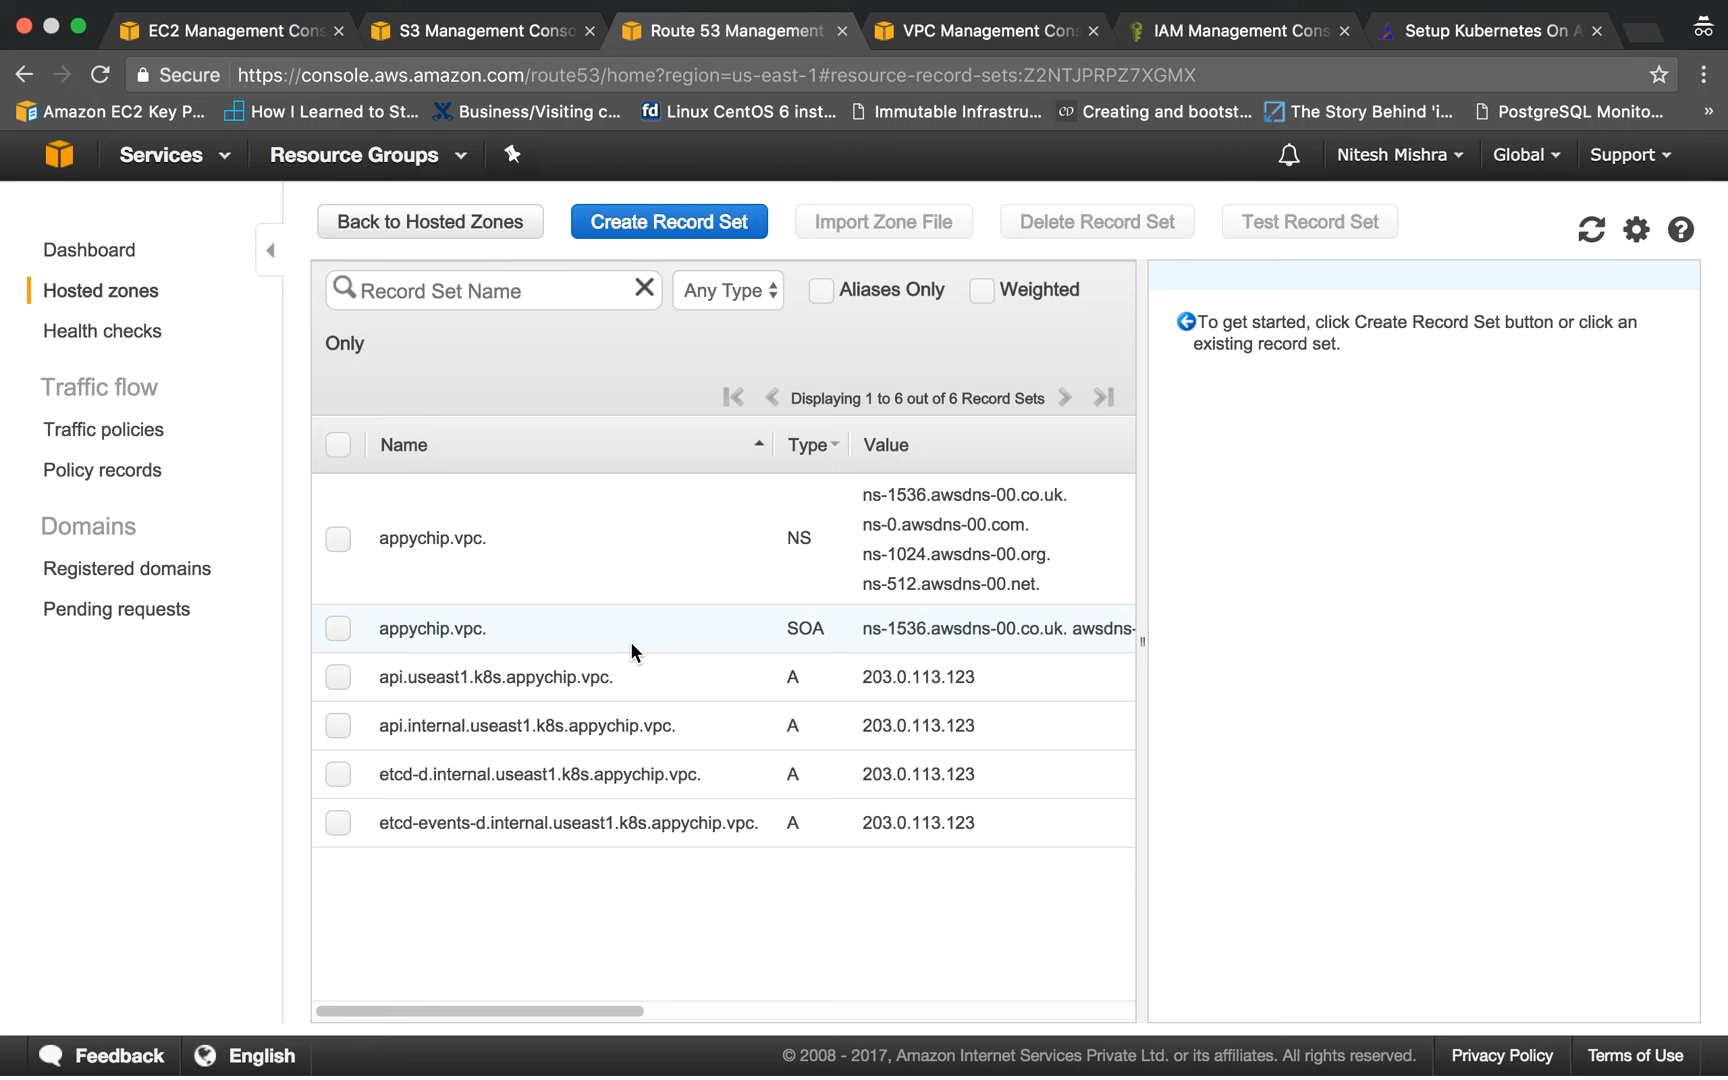 EC2 Management Cons
S3 Management Conso
Route 53 Management
VPC Management Cons
IAM Management Cons
Setup Kubernetes On A
Secure
https://console.aws.amazon.com/route53/home?region=us-east-1#resource-record-sets:Z2NTJPRPZ7XGMX
Amazon EC2 Key P...
How I Learned to St...
Business/Visiting c...
fd Linux CentOS 6 inst...
Immutable Infrastru...
Creating and bootst...
The Story Behind 'i...
PostgreSQL Monito...
»
Services
Resource Groups
Nitesh Mishra
Global
Support
Dashboard
Hosted zones
Health checks
Traffic flow
Traffic policies
Policy records
Domains
Registered domains
Pending requests
Back to Hosted Zones
Create Record Set
Import Zone File
Delete Record Set
Test Record Set
Record Set Name
Any Type
Aliases Only
Weighted
Only
Displaying 1 to 6 out of 6 Record Sets
Name Type Value
appychip.vpc. NS ns-1536.awsdns-00.co.uk.
ns-0.awsdns-00.com.
ns-1024.awsdns-00.org.
ns-512.awsdns-00.net.
appychip.vpc. SOA ns-1536.awsdns-00.co.uk. awsdns-
api.useast1.k8s.appychip.vpc. A 203.0.113.123
api.internal.useast1.k8s.appychip.vpc. A 203.0.113.123
etcd-d.internal.useast1.k8s.appychip.vpc. A 203.0.113.123
etcd-events-d.internal.useast1.k8s.appychip.vpc. A 203.0.113.123
To get started, click Create Record Set button or click an
existing record set.
Feedback
English
© 2008 - 2017, Amazon Internet Services Private Ltd. or its affiliates. All rights reserved.
Privacy Policy
Terms of Use